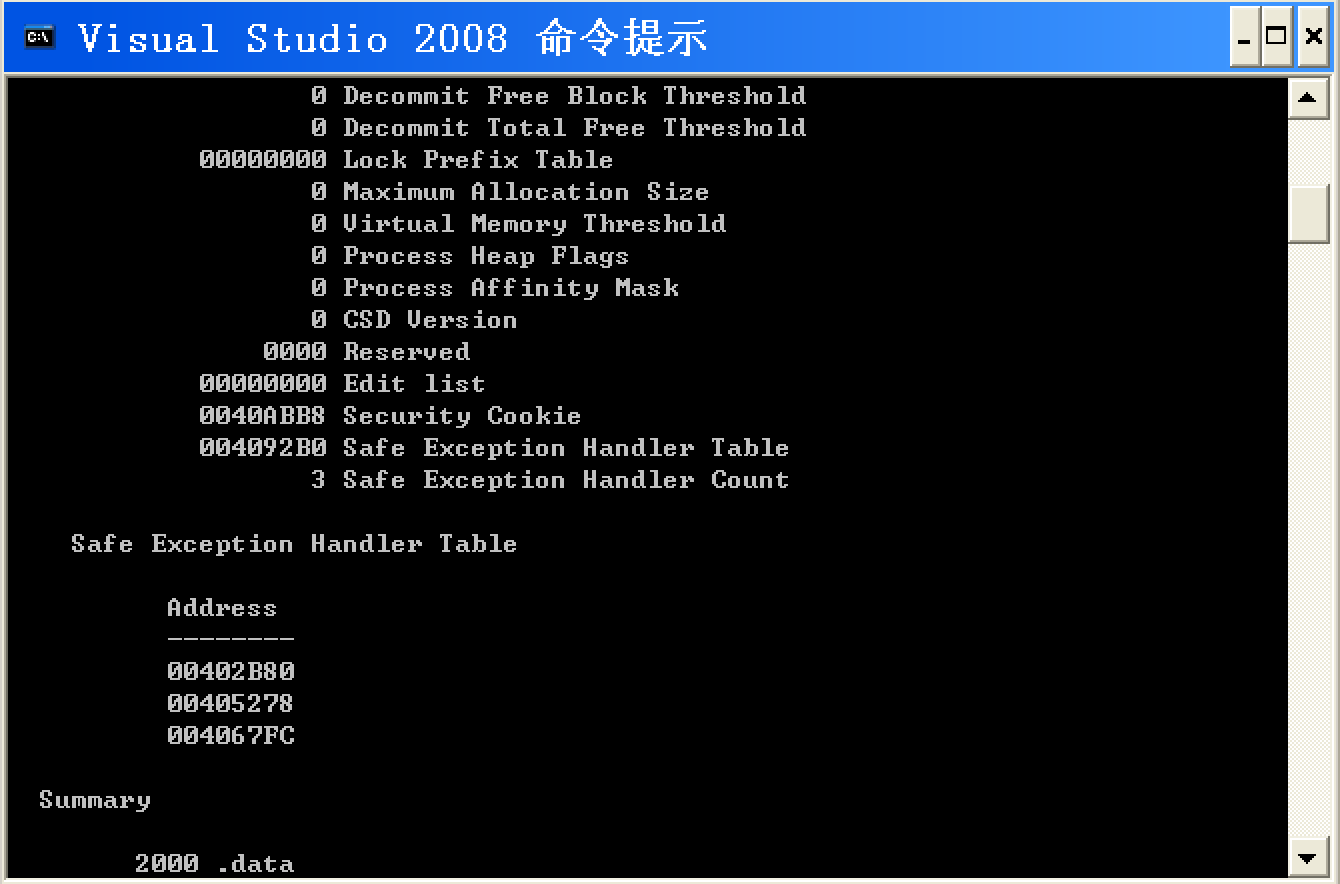 Visual Studio 2008 命令提示
0 Decommit Free Block Threshold
0 Decommit Total Free Threshold
00000000 Lock Prefix Table
0 Maximum Allocation Size
0 Virtual Memory Threshold
0 Process Heap Flags
0 Process Affinity Mask
0 CSD Version
0000 Reserved
00000000 Edit list
0040ABB8 Security Cookie
004092B0 Safe Exception Handler Table
3 Safe Exception Handler Count
Safe Exception Handler Table
Address
--------
00402B80
00405278
004067FC
Summary
2000 .data